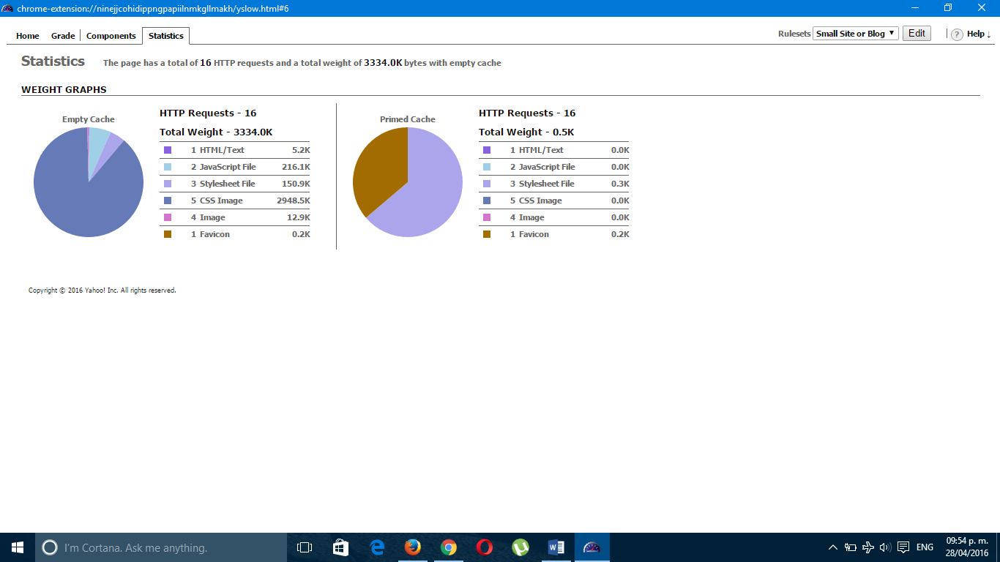 chrome-extension://ninejjcohidippngpapiilnmkgllmakh/yslow.html#6
Home Grade Components Statistics Rulesets Small Site or Blog Edit ? Help ↓
Statistics The page has a total of 16 HTTP requests and a total weight of 3334.0K bytes with empty cache
WEIGHT GRAPHS
Empty Cache
HTTP Requests - 16
Total Weight - 3334.0K
1 HTML/Text 5.2K
2 JavaScript File 216.1K
3 Stylesheet File 150.9K
5 CSS Image 2948.5K
4 Image 12.9K
1 Favicon 0.2K
Primed Cache
HTTP Requests - 16
Total Weight - 0.5K
1 HTML/Text 0.0K
2 JavaScript File 0.0K
3 Stylesheet File 0.3K
5 CSS Image 0.0K
4 Image 0.0K
1 Favicon 0.2K
Copyright © 2016 Yahoo! Inc. All rights reserved.
I'm Cortana. Ask me anything.
ENG
09:54 p. m.
28/04/2016